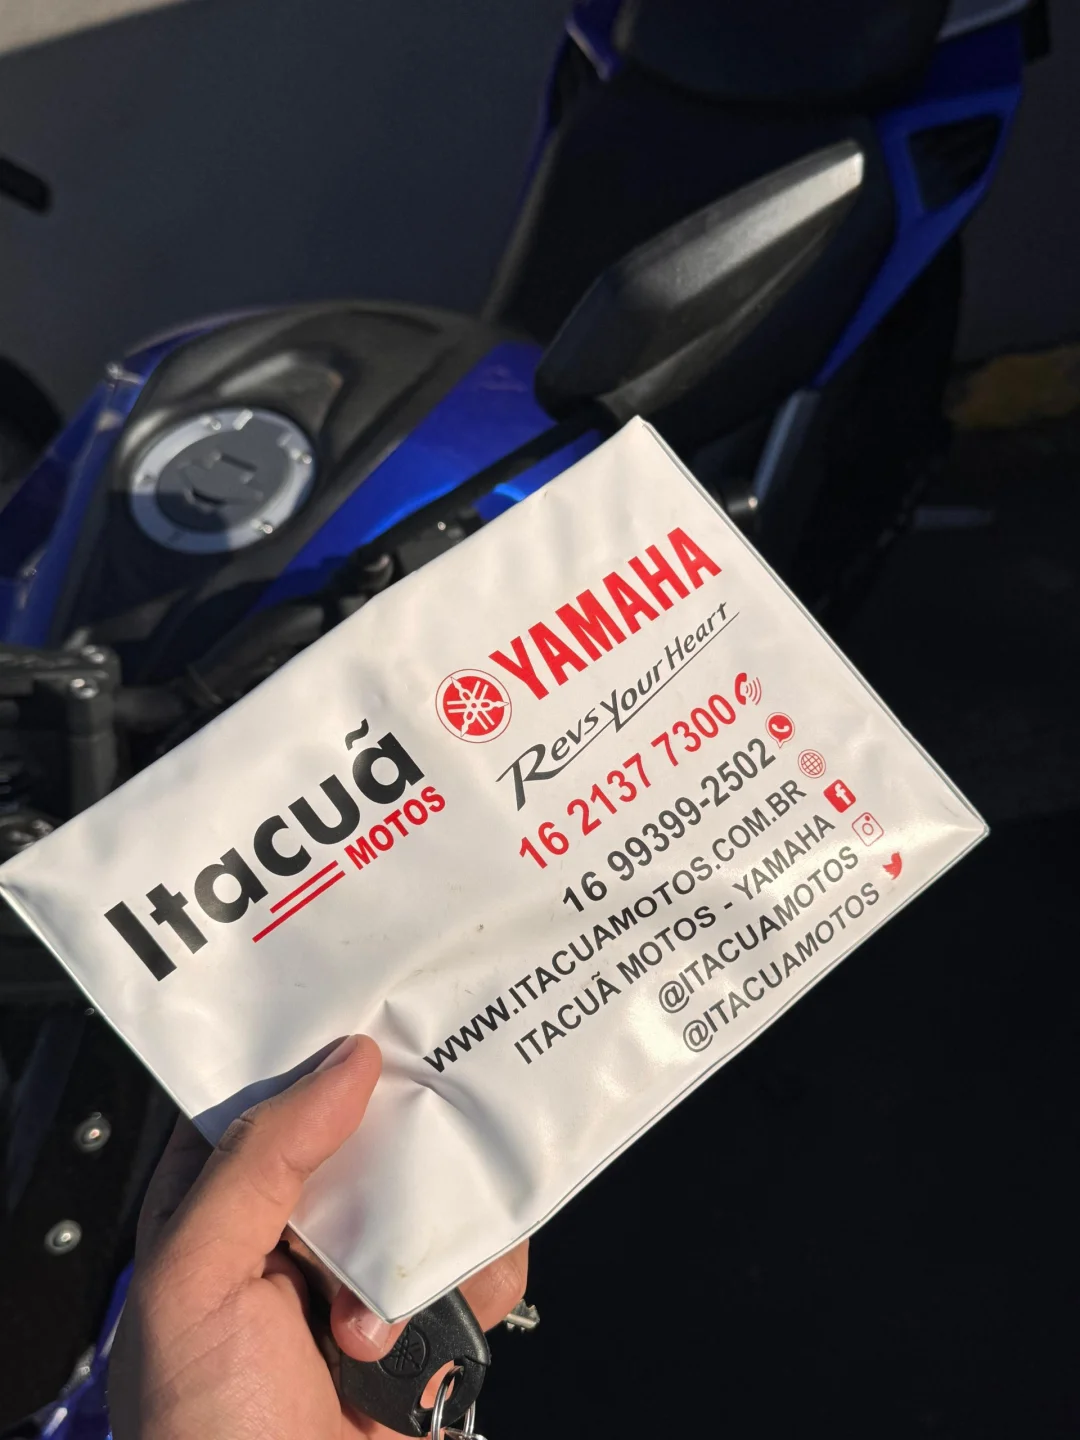 Itacuã
MOTOS
YAMAHA
Revs Your Heart
16 2137 7300
16 99399-2502
WWW.ITACUAMOTOS.COM.BR
ITACUÃ MOTOS - YAMAHA
@ITACUAMOTOS
@ITACUAMOTOS